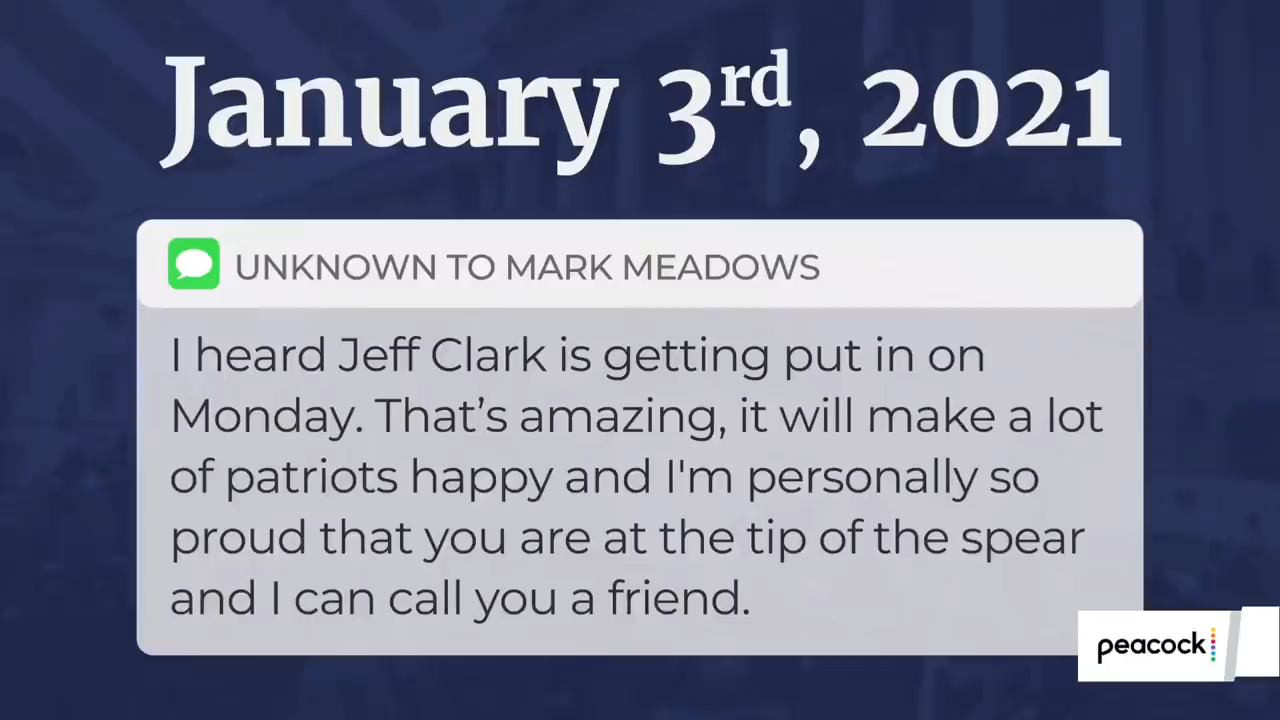 January 3rd, 2021
UNKNOWN TO MARK MEADOWS
I heard Jeff Clark is getting put in on
Monday. That’s amazing, it will make a lot
of patriots happy and I'm personally so
proud that you are at the tip of the spear
and I can call you a friend.
peacock